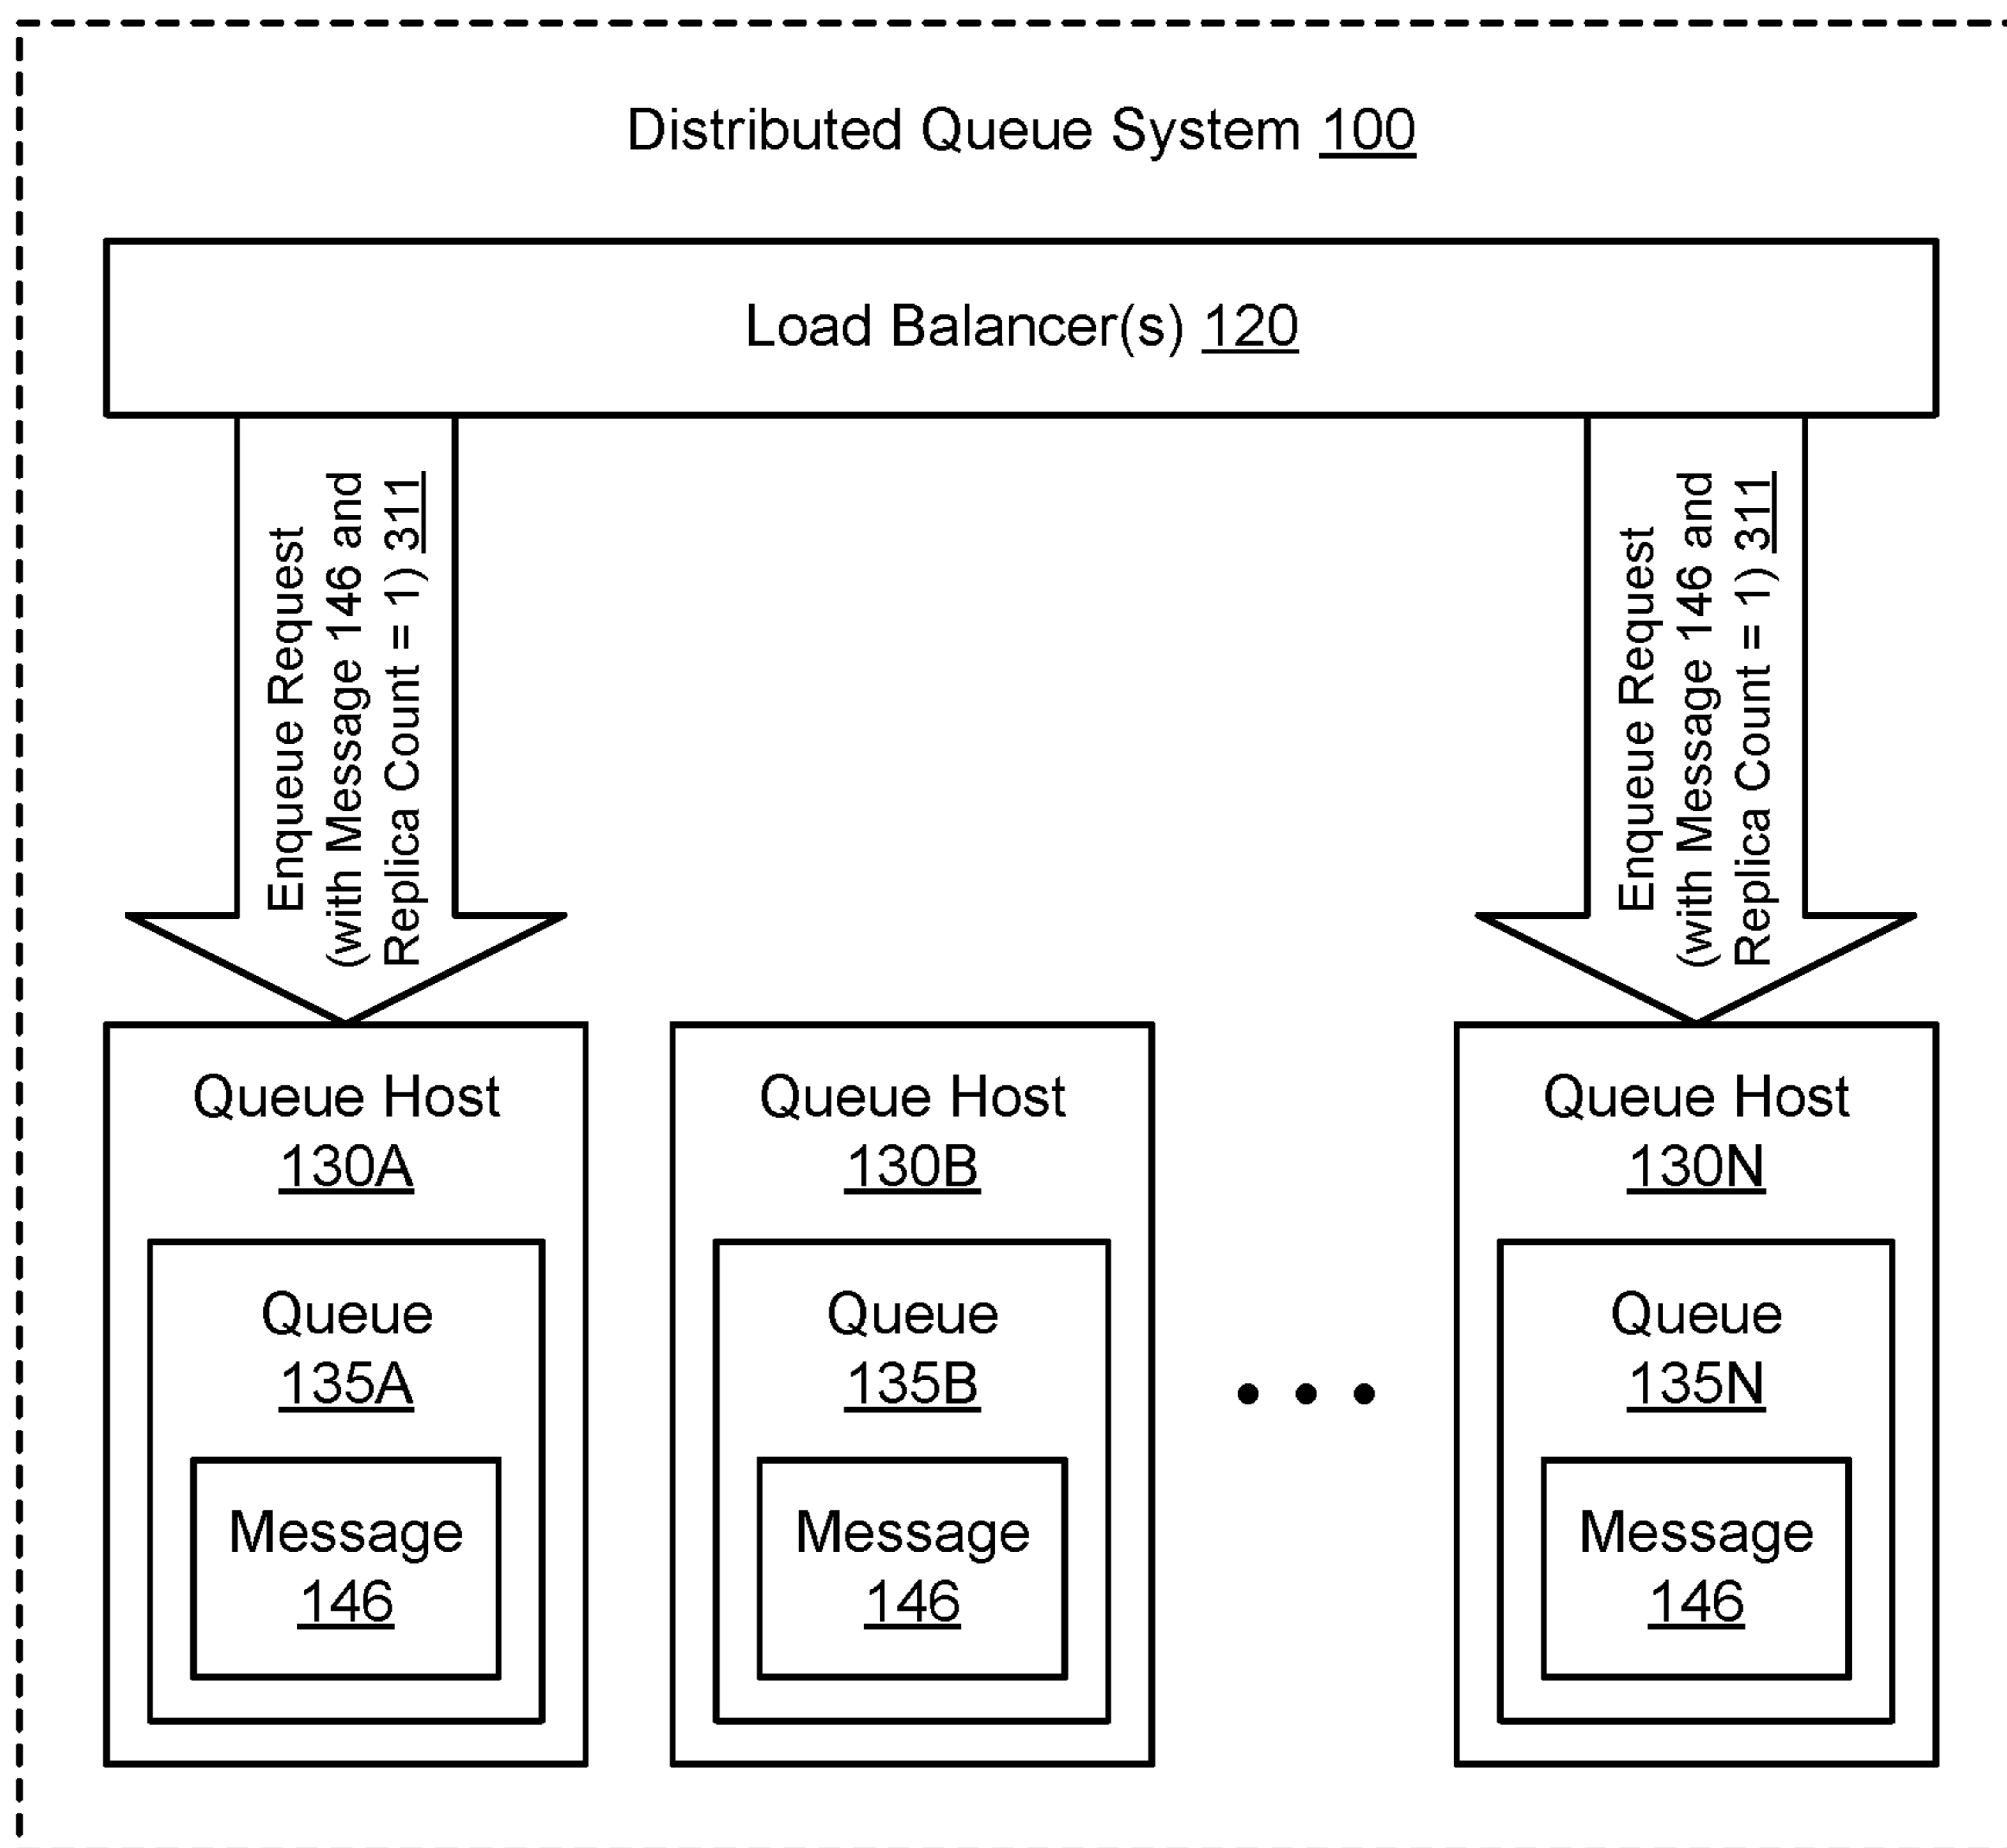 Distributed Queue System 100
Load Balancer(s) 120
Enqueue Request
(with Message 146 and
Replica Count = 1) 311
Enqueue Request
(with Message 146 and
Replica Count = 1) 311
Queue Host
130A
Queue
135A
Message
146
Queue Host
130B
Queue
135B
Message
146
• • •
Queue Host
130N
Queue
135N
Message
146